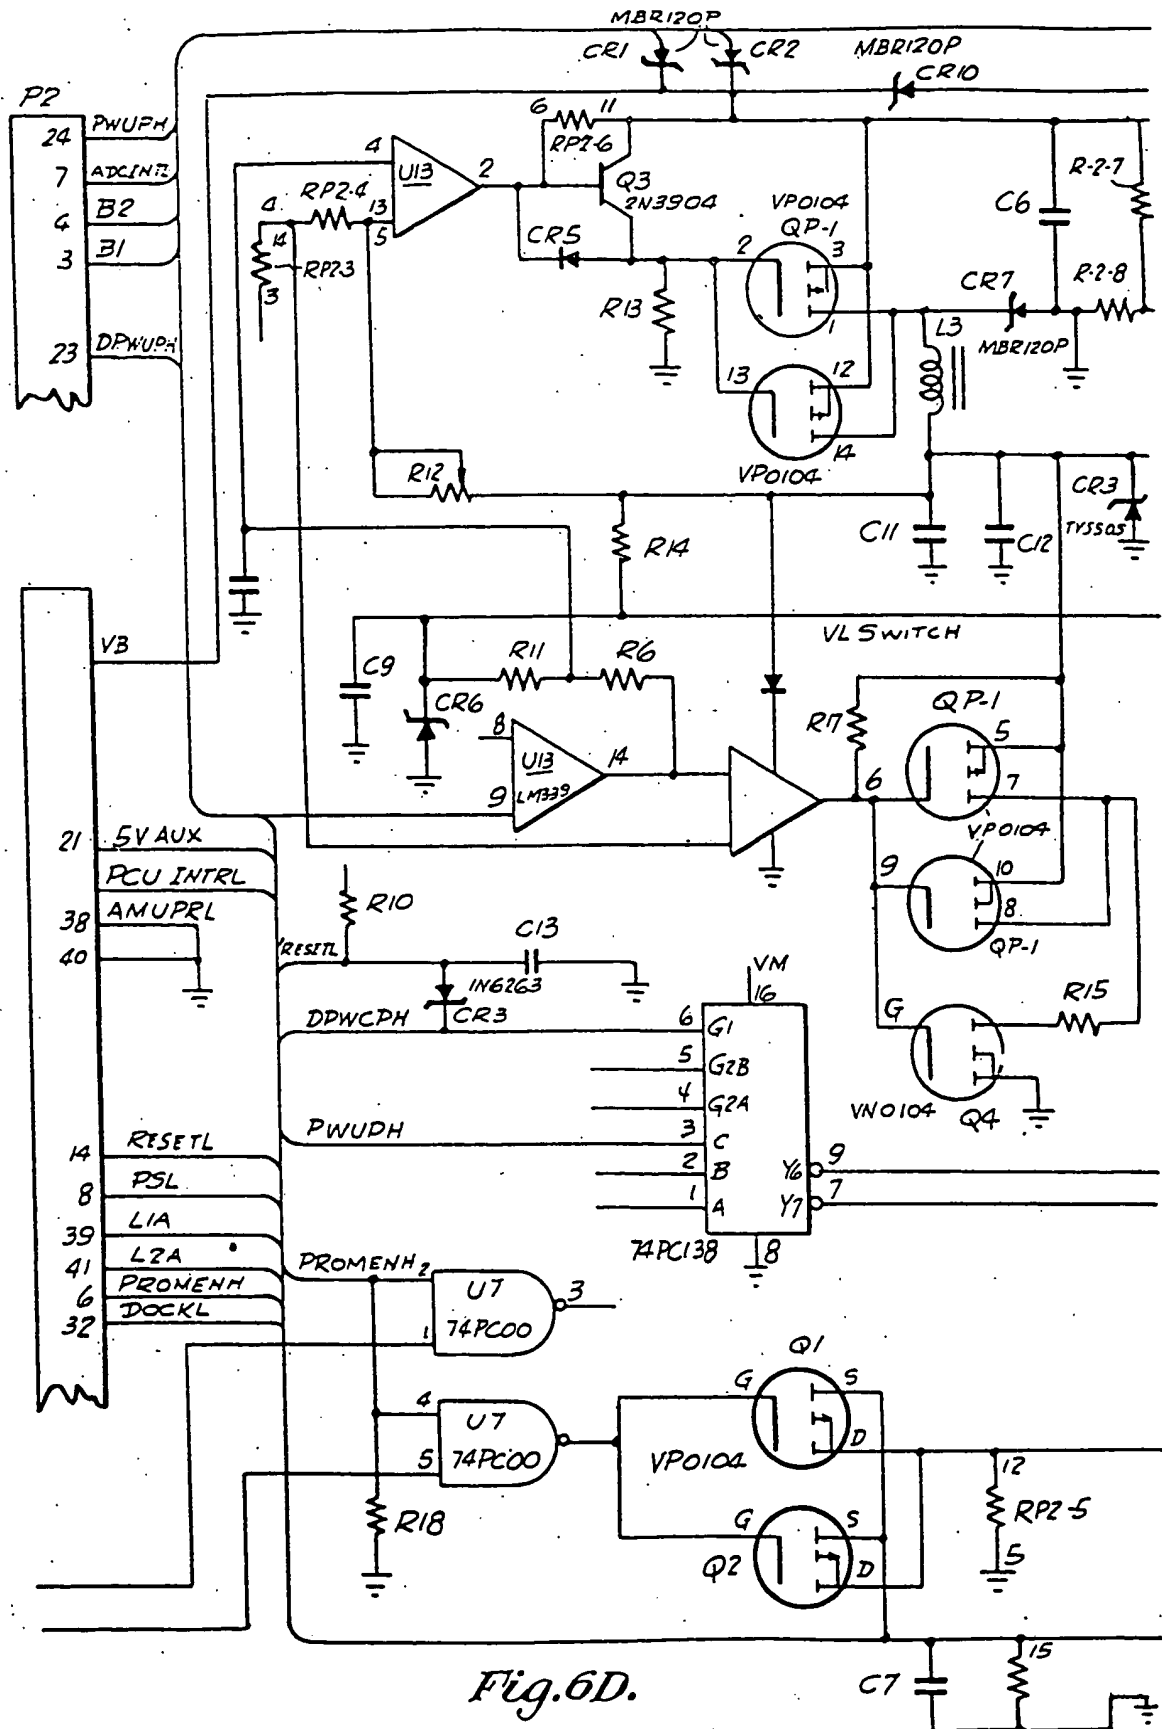 MBR120P
CR1
CR2
MBR120P
CR10
P2
24 PWUPH
7 ADCINTL
4 B2
3 B1
23 DPWUPH
6
11
RP2-6
4
U13
2
Q3
2N3904
RP2-4
4
14
13
5
RP23
3
CR5
R13
VP0104
QP-1
2
3
1
13
12
14
VP0104
C6
R-2-7
CR7
R-2-8
MBR120P
L3
R12
R14
C11
C12
CR3
TVS505
VL SWITCH
VB
C9
R11
R6
CR6
8
U13
14
LM339
9
R7
6
QP-1
5
7
VP0104
9
10
8
QP-1
21 5V AUX
PCU INTRL
38 AMUPRL
40
R10
RESETL
C13
1N6263
CR3
DPWCPH
VM
16
6 G1
5 G2B
4 G2A
PWUPH
3 C
2 B
1 A
Y6 9
Y7 7
74PC138
8
R15
G
VN0104
Q4
14 RESETL
8 PSL
39 L1A
41 L2A
6 PROMENH
32 DOCKL
PROMENH
2
1
U7
74PC00
3
4
5
U7
74PC00
R18
Q1
G
S
D
VP0104
G
S
D
Q2
12
RP2-5
5
C7
15
Fig.6D.